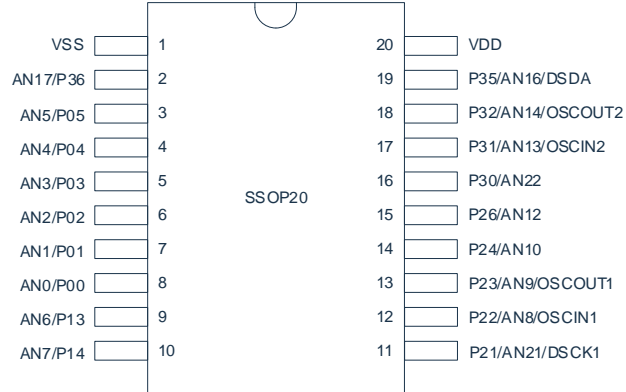 VSS 1 20 VDD
AN17/P36 2 19 P35/AN16/DSDA
AN5/P05 3 18 P32/AN14/OSCOUT2
AN4/P04 4 17 P31/AN13/OSCIN2
AN3/P03 5 16 P30/AN22
SSOP20
AN2/P02 6 15 P26/AN12
AN1/P01 7 14 P24/AN10
AN0/P00 8 13 P23/AN9/OSCOUT1
AN6/P13 9 12 P22/AN8/OSCIN1
AN7/P14 10 11 P21/AN21/DSCK1